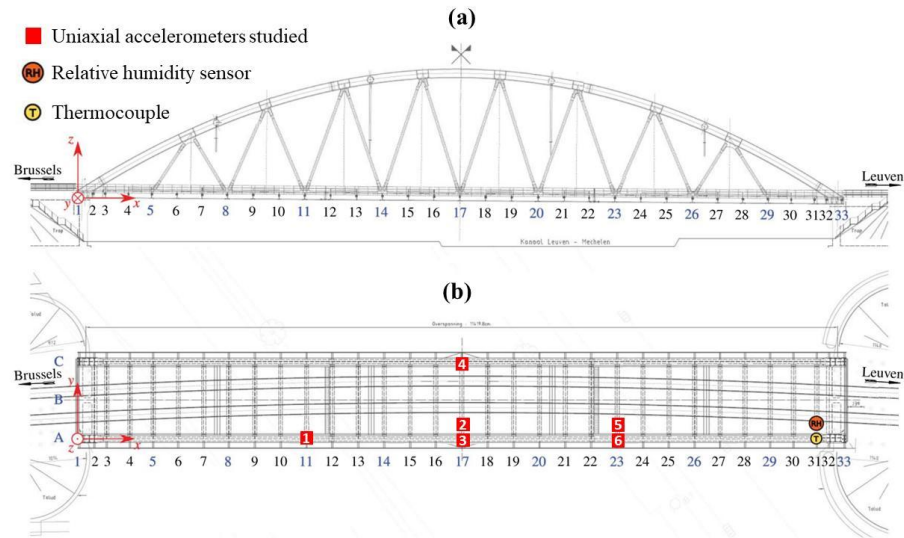 (a)
Uniaxial accelerometers studied
RH Relative humidity sensor
T Thermocouple
z
Brussels
Leuven
y x
1 2 3 4 5 6 7 8 9 10 11 12 13 14 15 16 17 18 19 20 21 22 23 24 25 26 27 28 29 30 31 32 33
Trap
Trap
Kanaal Leuven - Mechelen
(b)
C
4
Brussels
Leuven
y
B
2 5 RH
A
z x
1 3 6 T
1 2 3 4 5 6 7 8 9 10 11 12 13 14 15 16 17 18 19 20 21 22 23 24 25 26 27 28 29 30 31 32 33